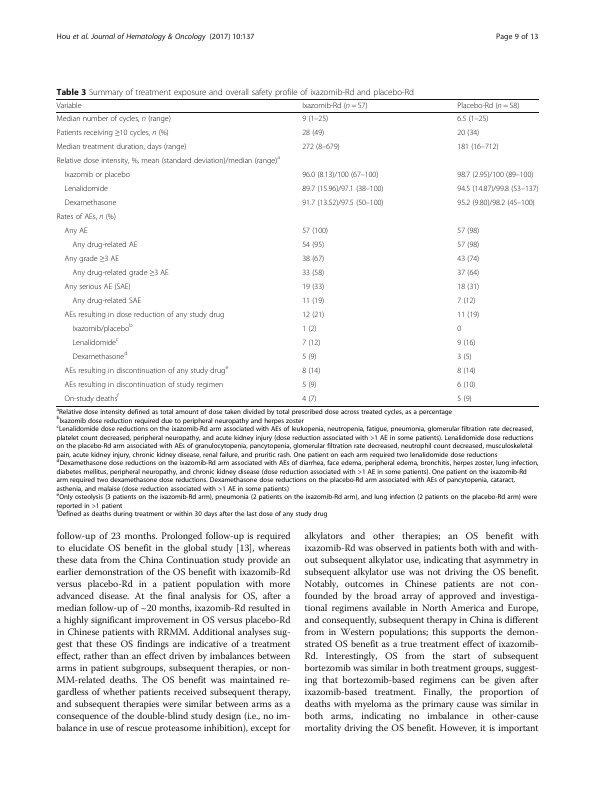 Hou et al. Journal of Hematology & Oncology (2017) 10:137 Page 9 of 13
Table 3 Summary of treatment exposure and overall safety profile of ixazomib-Rd and placebo-Rd
Variable Ixazomib-Rd (n = 57) Placebo-Rd (n = 58)
Median number of cycles, n (range) 9 (1–25) 6.5 (1–25)
Patients receiving ≥10 cycles, n (%) 28 (49) 20 (34)
Median treatment duration, days (range) 272 (8–679) 181 (16–712)
Relative dose intensity, %, mean (standard deviation)/median (range)a
Ixazomib or placebo 96.0 (8.13)/100 (67–100) 98.7 (2.95)/100 (89–100)
Lenalidomide 89.7 (15.96)/97.1 (38–100) 94.5 (14.87)/99.8 (53–137)
Dexamethasone 91.7 (13.52)/97.5 (50–100) 95.2 (9.80)/98.2 (45–100)
Rates of AEs, n (%)
Any AE 57 (100) 57 (98)
Any drug-related AE 54 (95) 57 (98)
Any grade ≥3 AE 38 (67) 43 (74)
Any drug-related grade ≥3 AE 33 (58) 37 (64)
Any serious AE (SAE) 19 (33) 18 (31)
Any drug-related SAE 11 (19) 7 (12)
AEs resulting in dose reduction of any study drug 12 (21) 11 (19)
Ixazomib/placebob 1 (2) 0
Lenalidomidec 7 (12) 9 (16)
Dexamethasoned 5 (9) 3 (5)
AEs resulting in discontinuation of any study druge 8 (14) 8 (14)
AEs resulting in discontinuation of study regimen 5 (9) 6 (10)
On-study deathsf 4 (7) 5 (9)
aRelative dose intensity defined as total amount of dose taken divided by total prescribed dose across treated cycles, as a percentage
bIxazomib dose reduction required due to peripheral neuropathy and herpes zoster
cLenalidomide dose reductions on the ixazomib-Rd arm associated with AEs of leukopenia, neutropenia, fatigue, pneumonia, glomerular filtration rate decreased,
platelet count decreased, peripheral neuropathy, and acute kidney injury (dose reduction associated with >1 AE in some patients). Lenalidomide dose reductions
on the placebo-Rd arm associated with AEs of granulocytopenia, pancytopenia, glomerular filtration rate decreased, neutrophil count decreased, musculoskeletal
pain, acute kidney injury, chronic kidney disease, renal failure, and pruritic rash. One patient on each arm required two lenalidomide dose reductions
dDexamethasone dose reductions on the ixazomib-Rd arm associated with AEs of diarrhea, face edema, peripheral edema, bronchitis, herpes zoster, lung infection,
diabetes mellitus, peripheral neuropathy, and chronic kidney disease (dose reduction associated with >1 AE in some patients). One patient on the ixazomib-Rd
arm required two dexamethasone dose reductions. Dexamethasone dose reductions on the placebo-Rd arm associated with AEs of pancytopenia, cataract,
asthenia, and malaise (dose reduction associated with >1 AE in some patients)
eOnly osteolysis (3 patients on the ixazomib-Rd arm), pneumonia (2 patients on the ixazomib-Rd arm), and lung infection (2 patients on the placebo-Rd arm) were
reported in >1 patient
fDefined as deaths during treatment or within 30 days after the last dose of any study drug
follow-up of 23 months. Prolonged follow-up is required
to elucidate OS benefit in the global study [13], whereas
these data from the China Continuation study provide an
earlier demonstration of the OS benefit with ixazomib-Rd
versus placebo-Rd in a patient population with more
advanced disease. At the final analysis for OS, after a
median follow-up of ~20 months, ixazomib-Rd resulted in
a highly significant improvement in OS versus placebo-Rd
in Chinese patients with RRMM. Additional analyses sug-
gest that these OS findings are indicative of a treatment
effect, rather than an effect driven by imbalances between
arms in patient subgroups, subsequent therapies, or non-
MM-related deaths. The OS benefit was maintained re-
gardless of whether patients received subsequent therapy,
and subsequent therapies were similar between arms as a
consequence of the double-blind study design (i.e., no im-
balance in use of rescue proteasome inhibition), except for
alkylators and other therapies; an OS benefit with
ixazomib-Rd was observed in patients both with and with-
out subsequent alkylator use, indicating that asymmetry in
subsequent alkylator use was not driving the OS benefit.
Notably, outcomes in Chinese patients are not con-
founded by the broad array of approved and investiga-
tional regimens available in North America and Europe,
and consequently, subsequent therapy in China is different
from in Western populations; this supports the demon-
strated OS benefit as a true treatment effect of ixazomib-
Rd. Interestingly, OS from the start of subsequent
bortezomib was similar in both treatment groups, suggest-
ing that bortezomib-based regimens can be given after
ixazomib-based treatment. Finally, the proportion of
deaths with myeloma as the primary cause was similar in
both arms, indicating no imbalance in other-cause
mortality driving the OS benefit. However, it is important